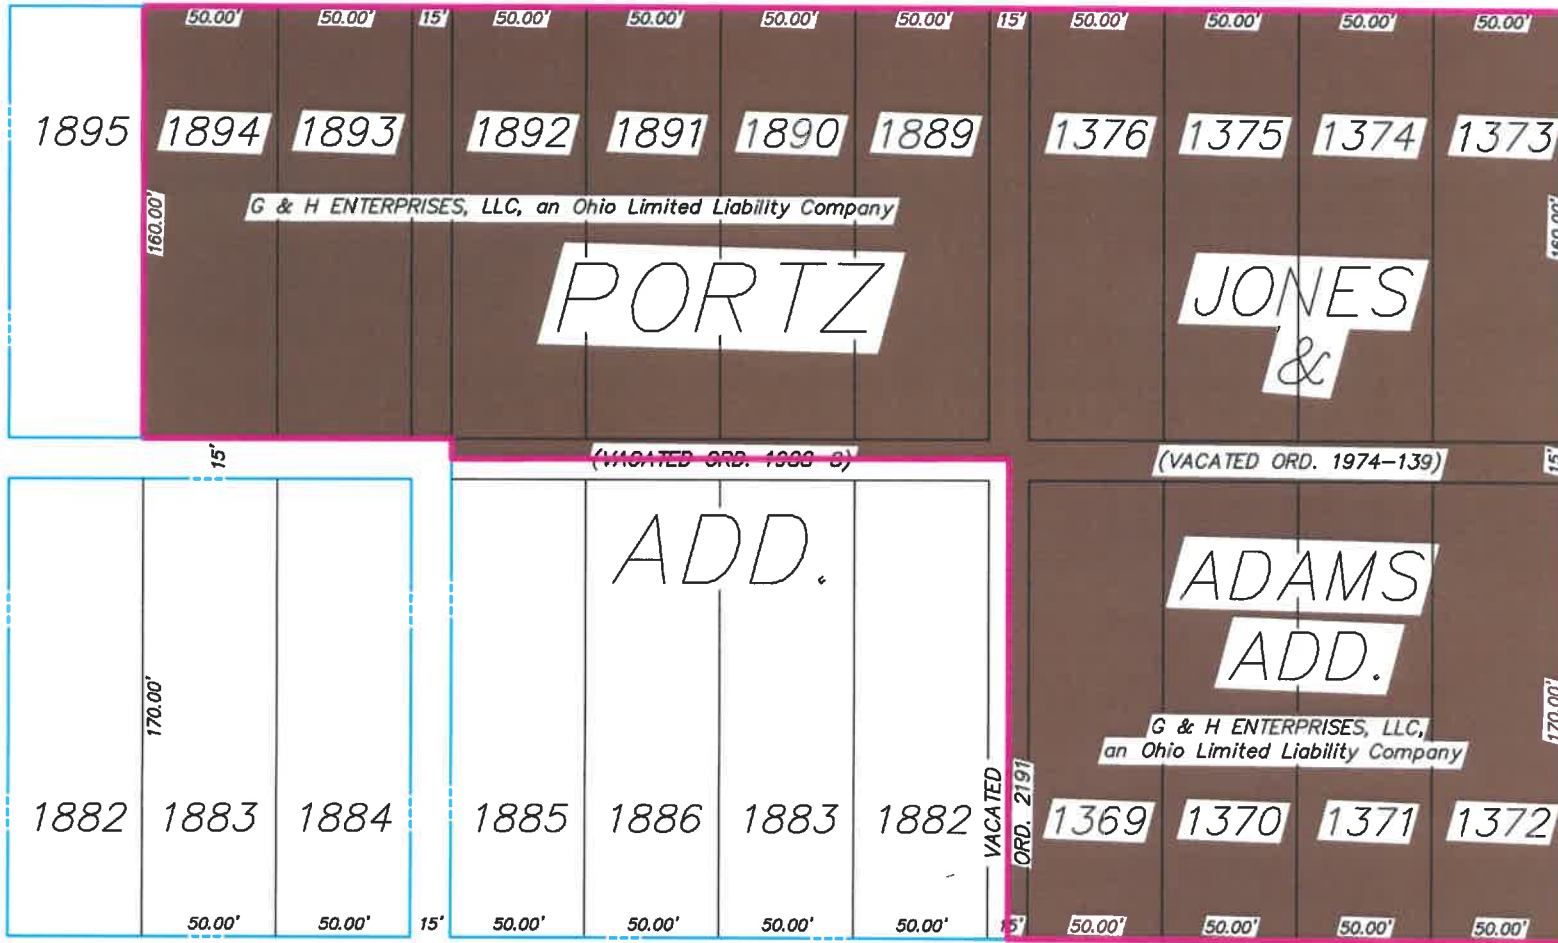 50.00' 50.00' 15' 50.00' 50.00' 50.00' 50.00' 15' 50.00' 50.00' 50.00' 50.00'
1895 1894 1893 1892 1891 1890 1889 1376 1375 1374 1373
160.00'
G & H ENTERPRISES, LLC, an Ohio Limited Liability Company
160.00'
PORTZ
JONES
&
15'
(VACATED ORD.
(VACATED ORD. 1974-139)
15'
ADD.
ADAMS
ADD.
170.00'
170.00'
G & H ENTERPRISES, LLC,
an Ohio Limited Liability Company
VACATED
ORD. 2191
1882 1883 1884 1885 1886 1883 1882 1369 1370 1371 1372
50.00' 50.00' 15' 50.00' 50.00' 50.00' 50.00' 15' 50.00' 50.00' 50.00' 50.00'